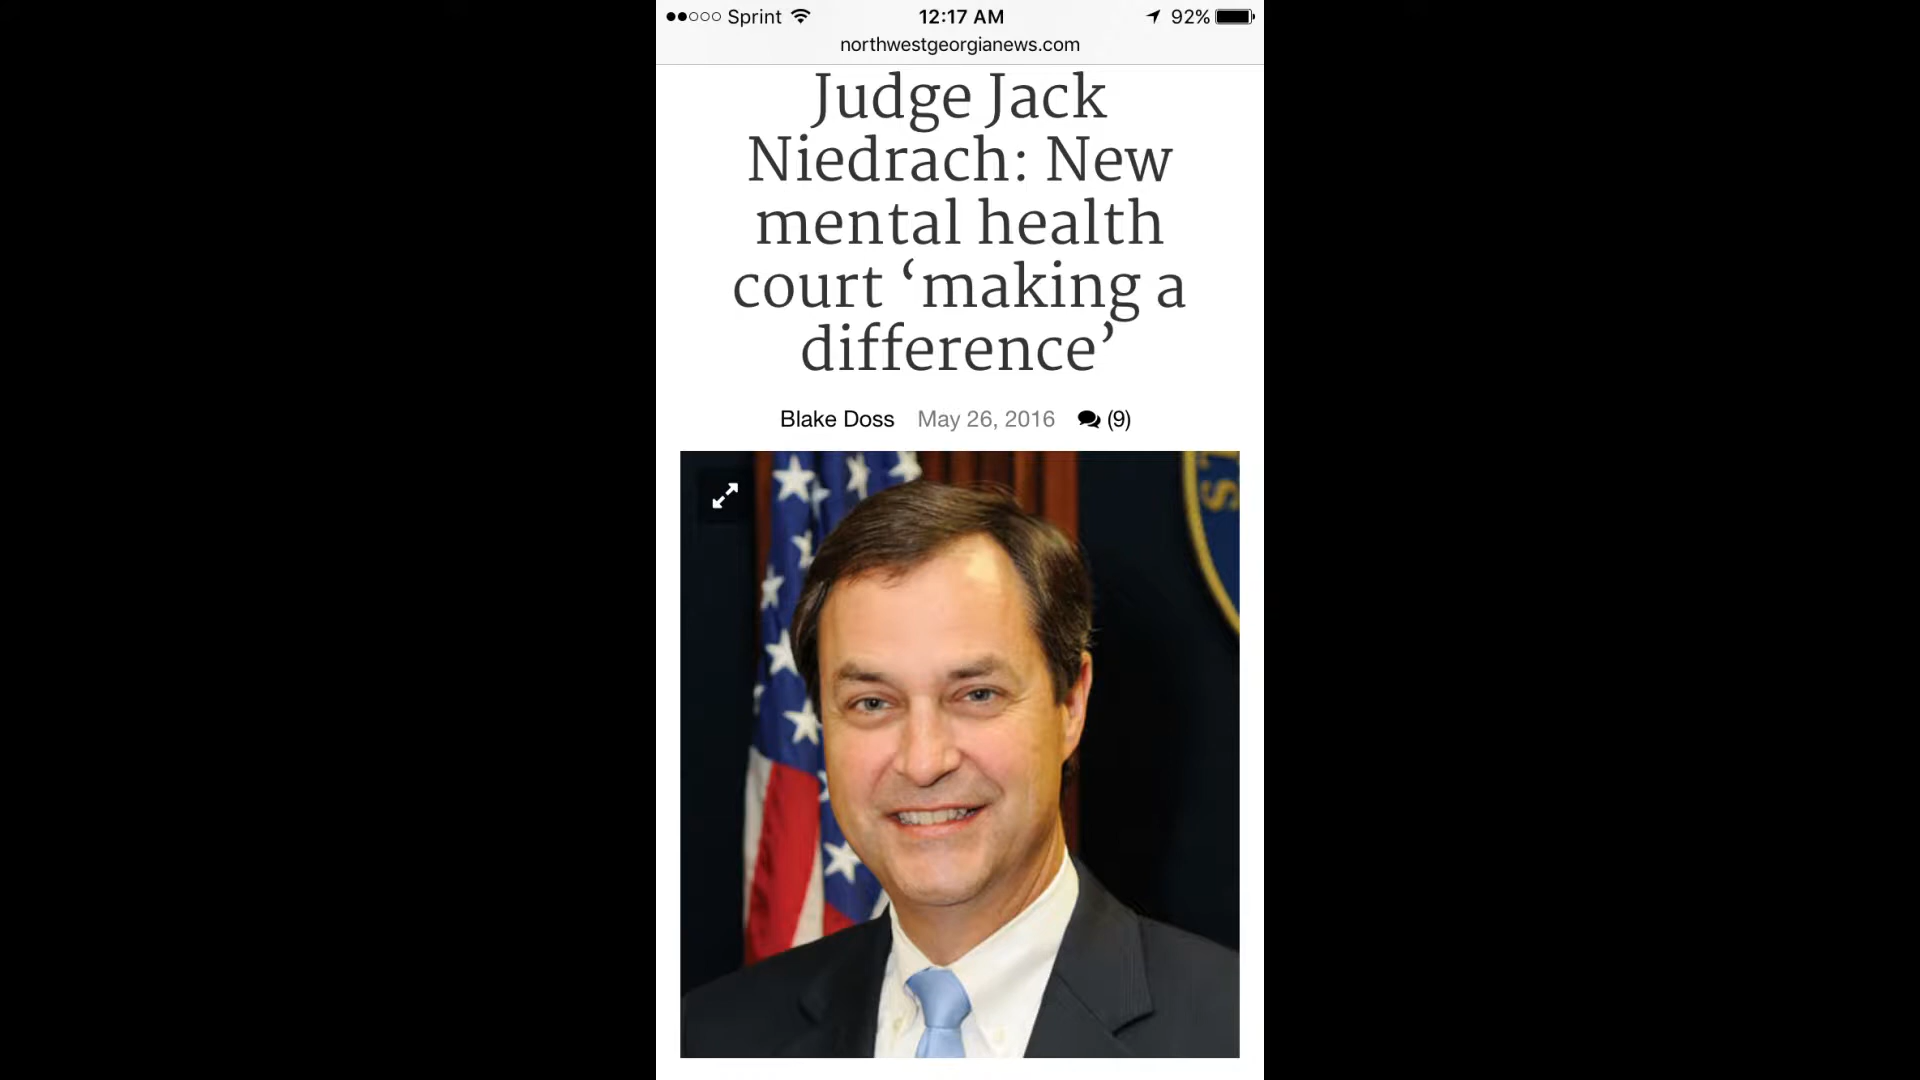 Sprint 12:17 AM 92%
northwestgeorgianews.com
Judge Jack
Niedrach: New
mental health
court ‘making a
difference’
Blake Doss May 26, 2016 (9)